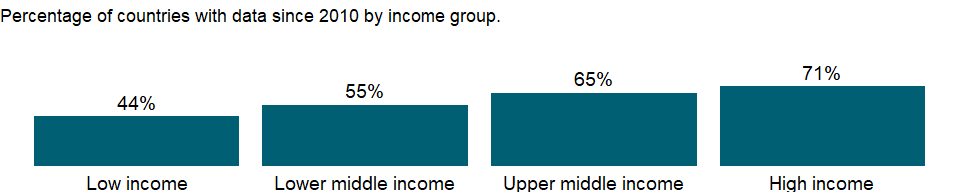 Percentage of countries with data since 2010 by income group.
44%
55%
65%
71%
Low income
Lower middle income
Upper middle income
High income